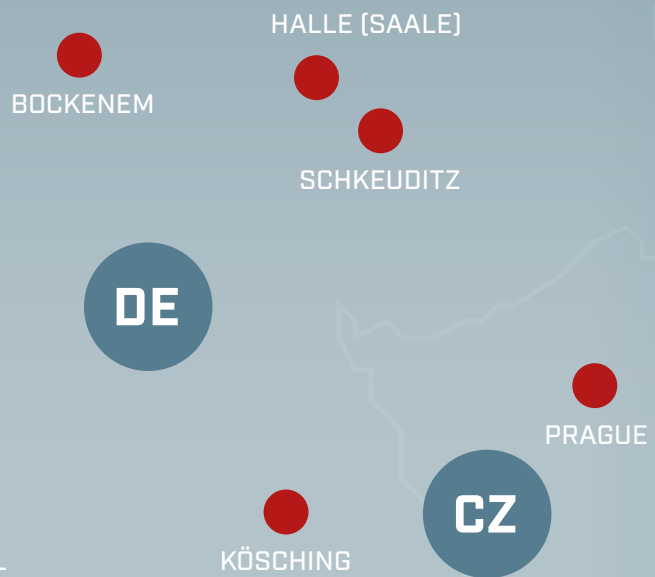 HALLE (SAALE)
BOCKENEM
SCHKEUDITZ
DE
PRAGUE
CZ
KÖSCHING